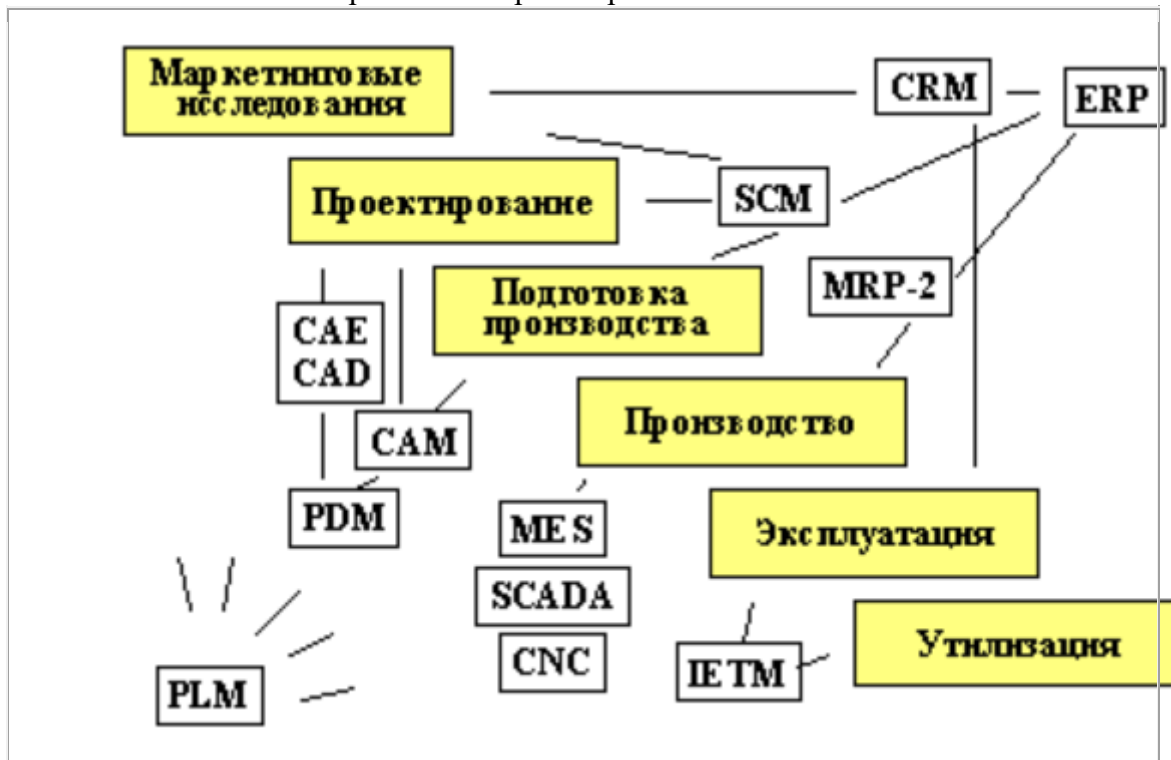 Маркетинговые
исследования
CRM
ERP
Проектирование
SCM
Подготовка
производства
MRP-2
CAE
CAD
CAM
Производство
PDM
MES
Эксплуатация
SCADA
CNC
IETM
Утилизация
PLM